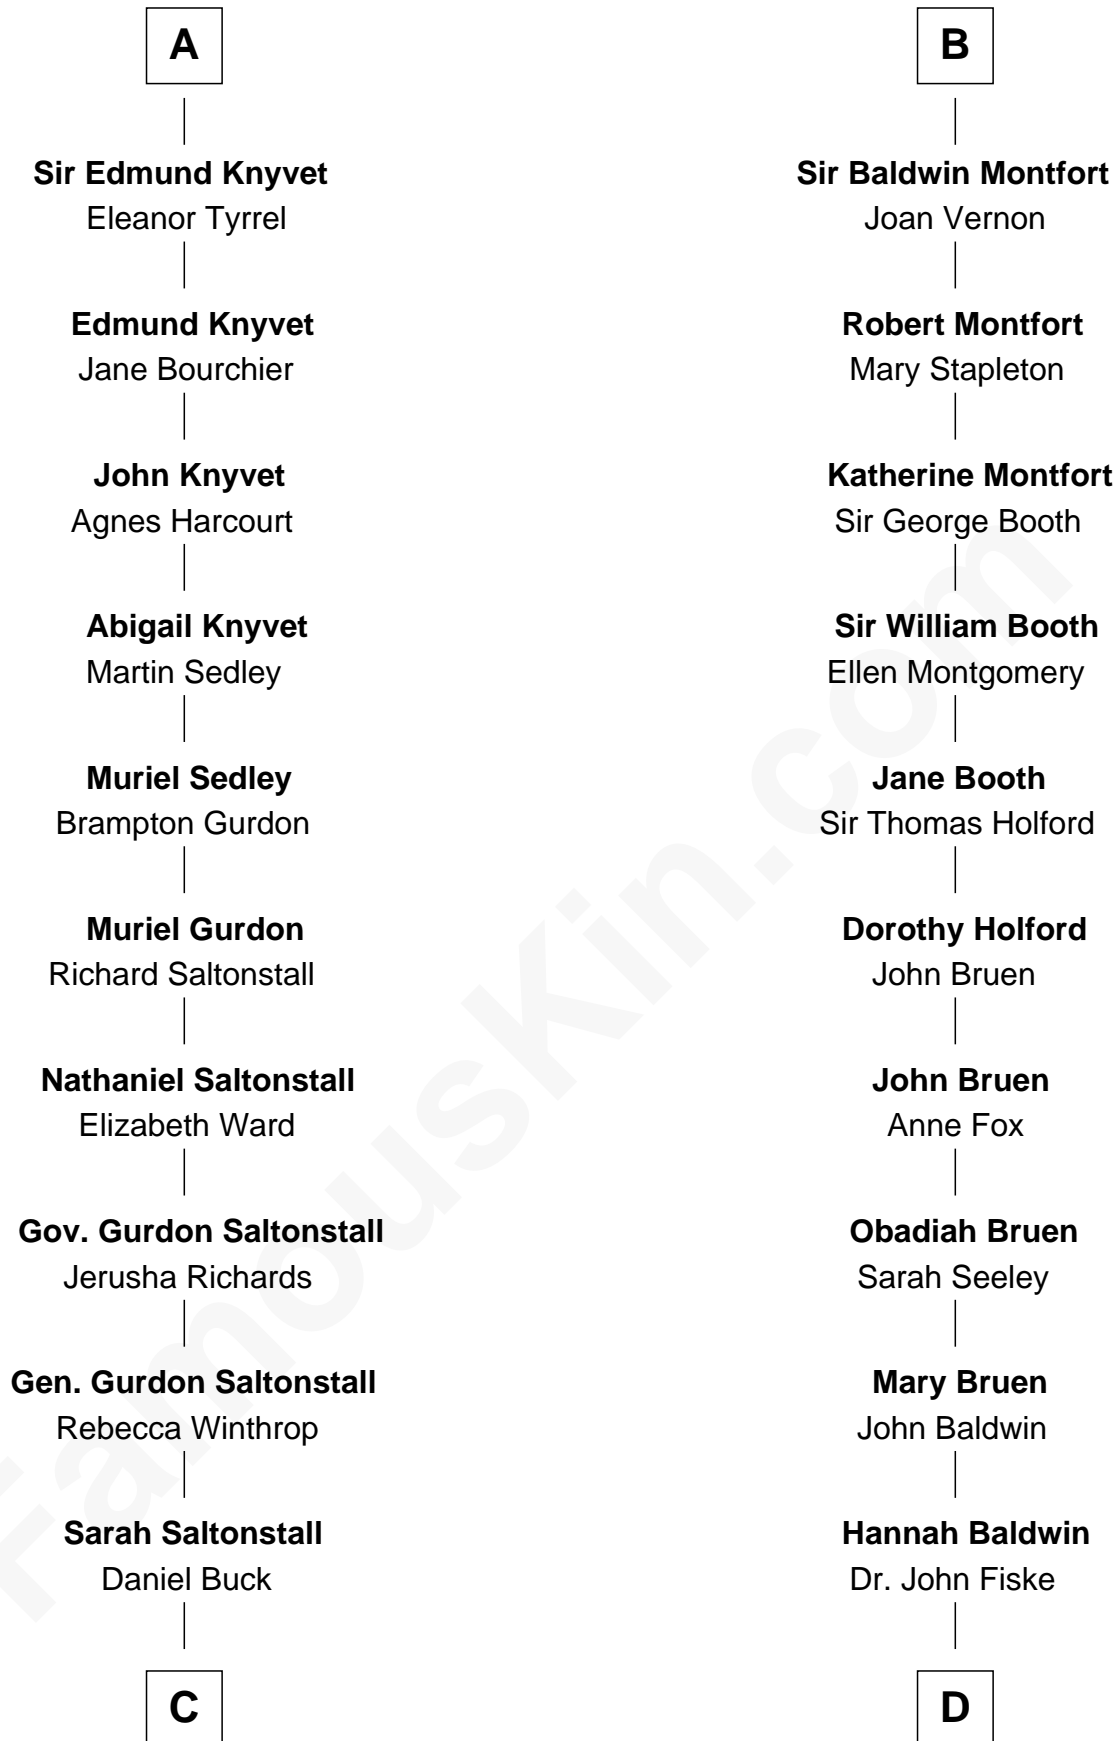 A
Sir Edmund Knyvet
Eleanor Tyrrel
Edmund Knyvet
Jane Bourchier
John Knyvet
Agnes Harcourt
Abigail Knyvet
Martin Sedley
Muriel Sedley
Brampton Gurdon
Muriel Gurdon
Richard Saltonstall
Nathaniel Saltonstall
Elizabeth Ward
Gov. Gurdon Saltonstall
Jerusha Richards
Gen. Gurdon Saltonstall
Rebecca Winthrop
Sarah Saltonstall
Daniel Buck
C
B
Sir Baldwin Montfort
Joan Vernon
Robert Montfort
Mary Stapleton
Katherine Montfort
Sir George Booth
Sir William Booth
Ellen Montgomery
Jane Booth
Sir Thomas Holford
Dorothy Holford
John Bruen
John Bruen
Anne Fox
Obadiah Bruen
Sarah Seeley
Mary Bruen
John Baldwin
Hannah Baldwin
Dr. John Fiske
D
FamousKin.com